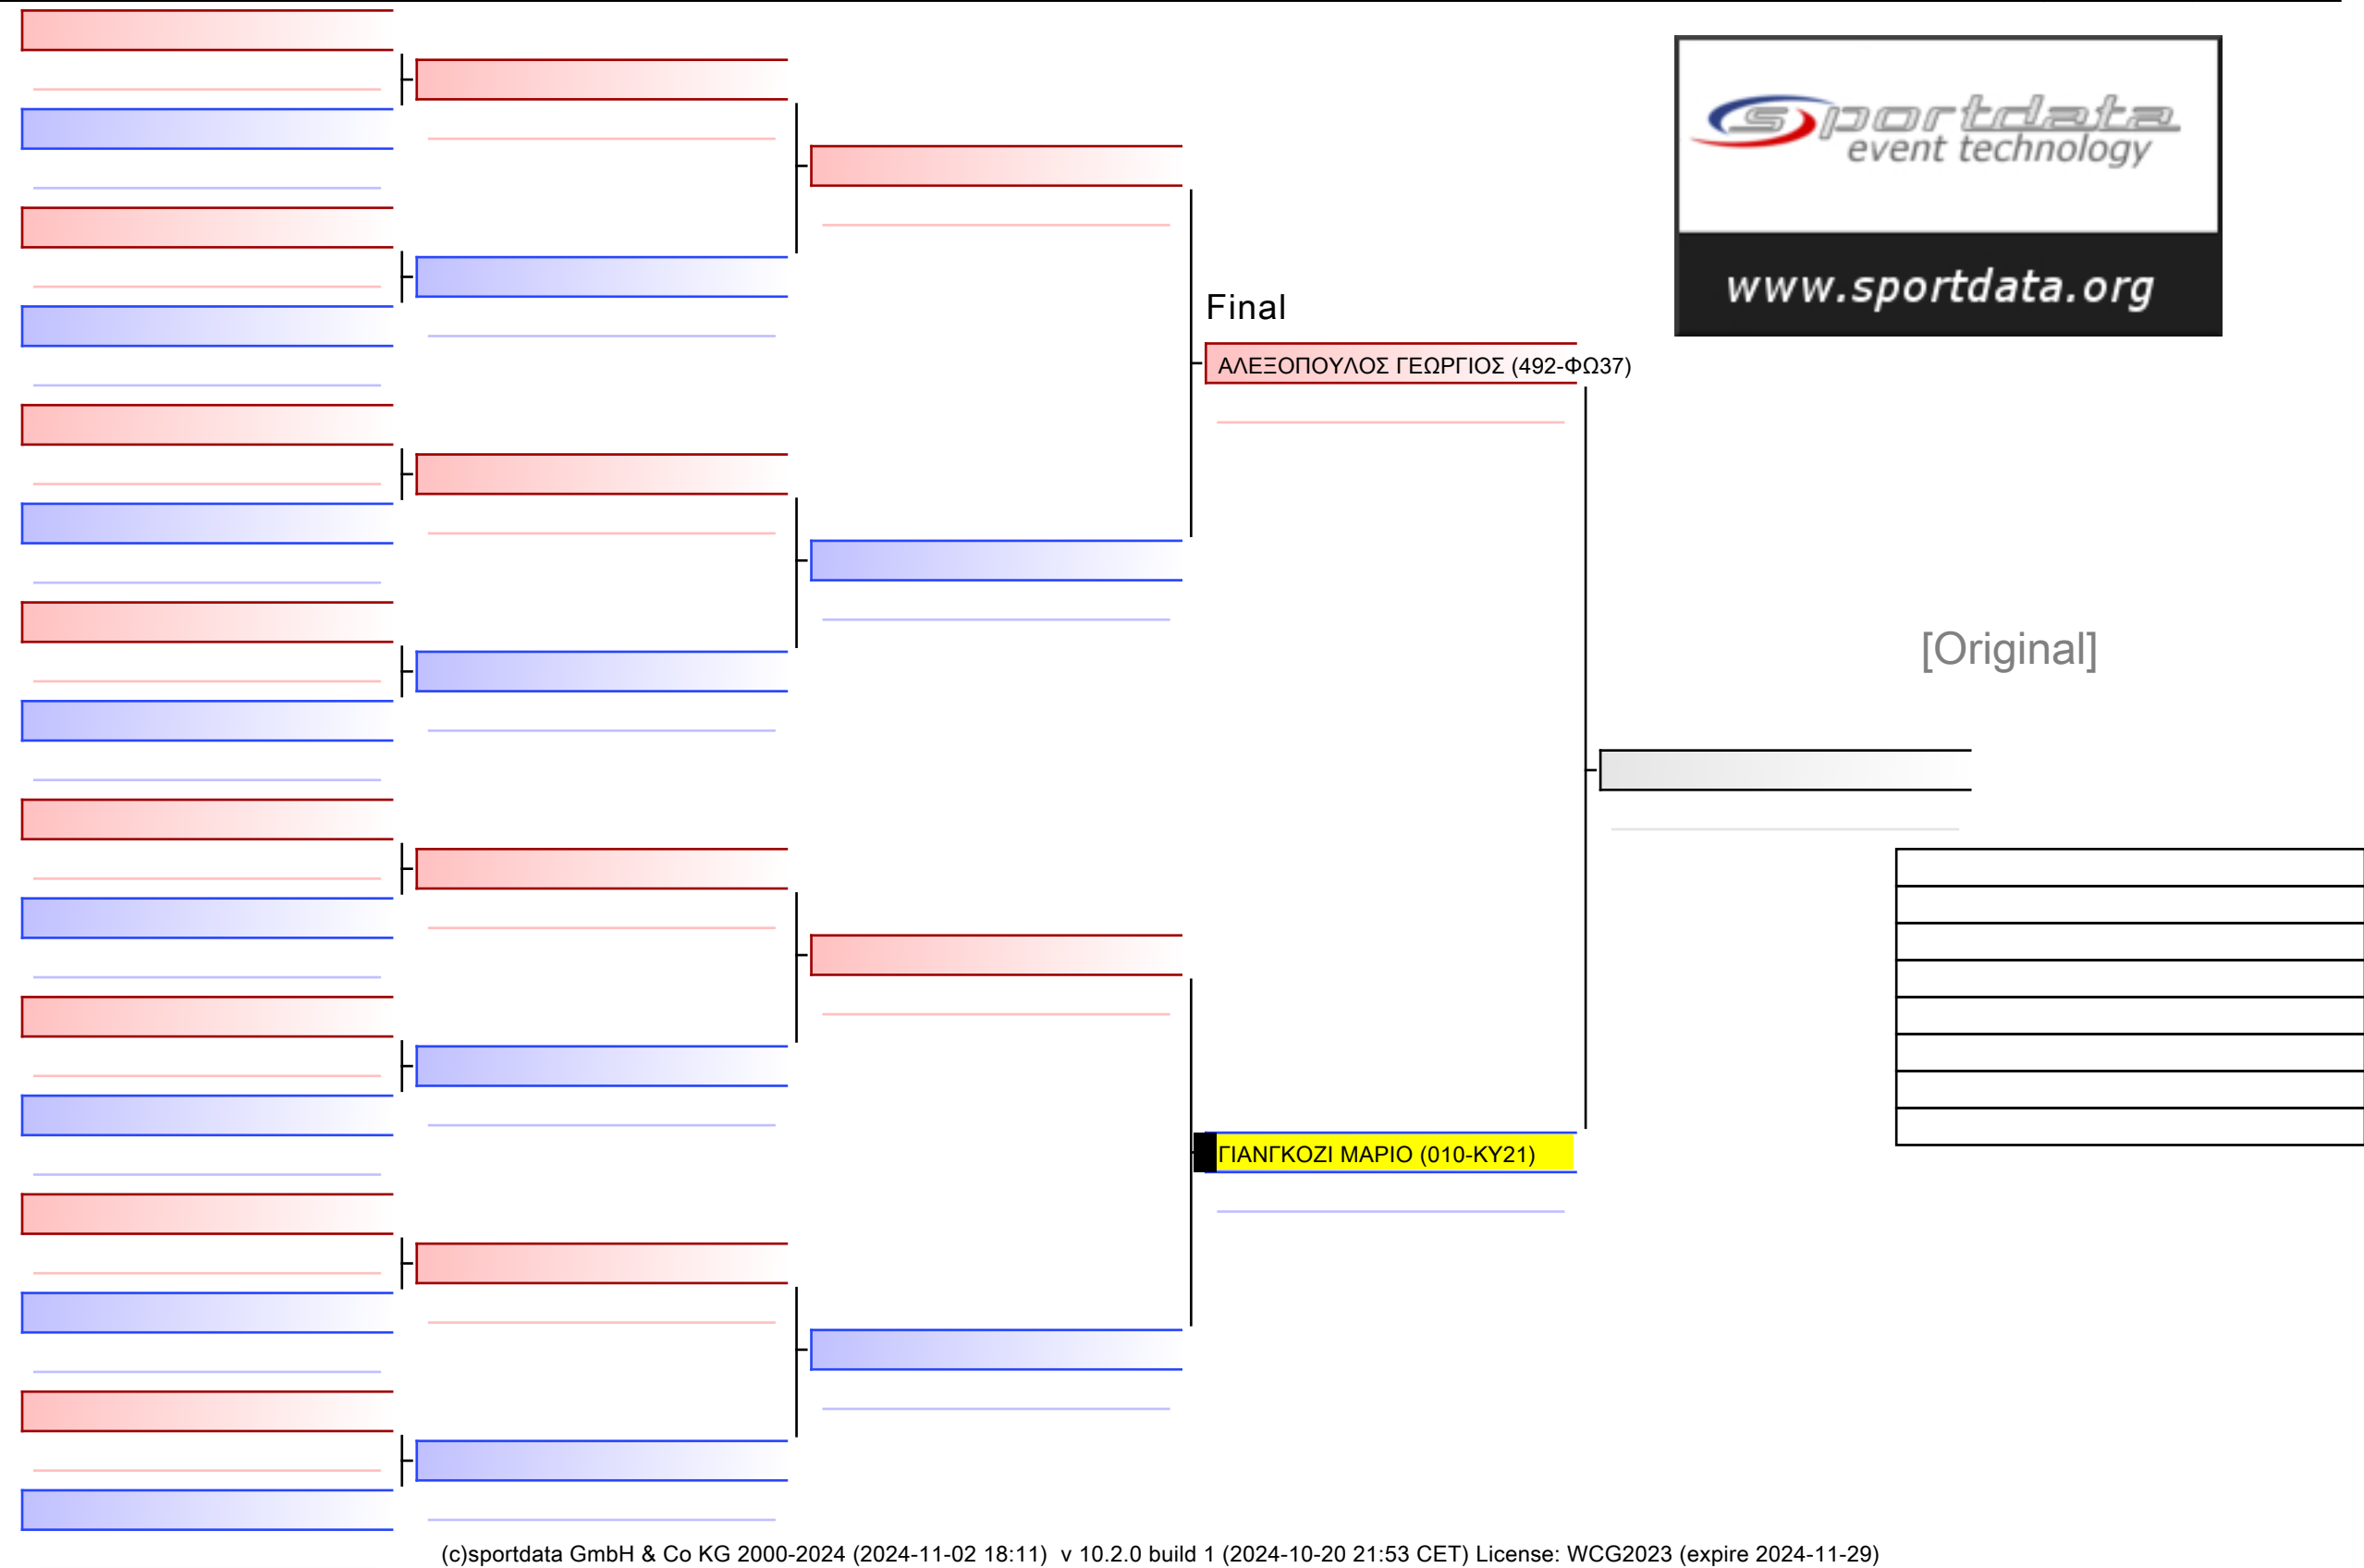 sportdata
event technology
www.sportdata.org
Final
ΑΛΕΞΟΠΟΥΛΟΣ ΓΕΩΡΓΙΟΣ (492-ΦΩ37)
[Original]
ΓΙΑΝΓΚΟΖΙ ΜΑΡΙΟ (010-ΚΥ21)
(c)sportdata GmbH & Co KG 2000-2024 (2024-11-02 18:11) v 10.2.0 build 1 (2024-10-20 21:53 CET) License: WCG2023 (expire 2024-11-29)